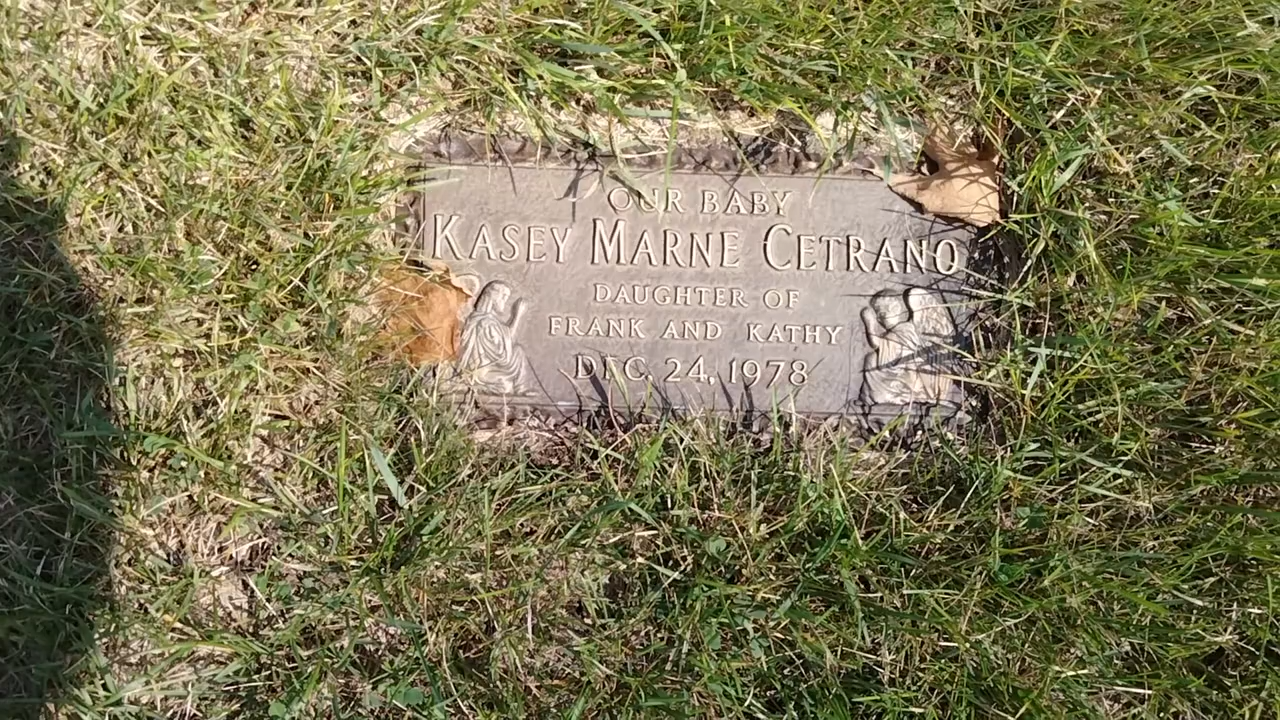 OUR BABY
KASEY MARNE CETRANO
DAUGHTER OF
FRANK AND KATHY
DEC. 24, 1978